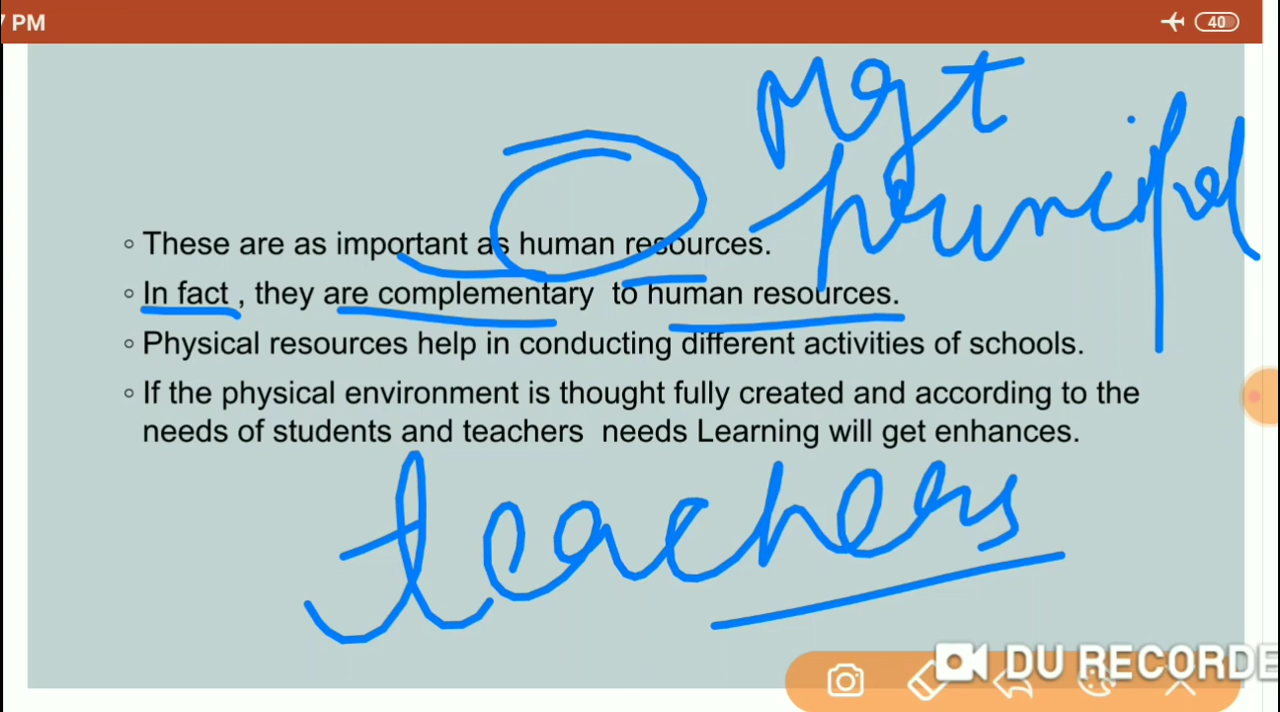 7 PM
40
Mgt
principal
◦ These are as important as human resources.
◦ In fact , they are complementary to human resources.
◦ Physical resources help in conducting different activities of schools.
◦ If the physical environment is thought fully created and according to the
needs of students and teachers needs Learning will get enhances.
teachers
DU RECORDE